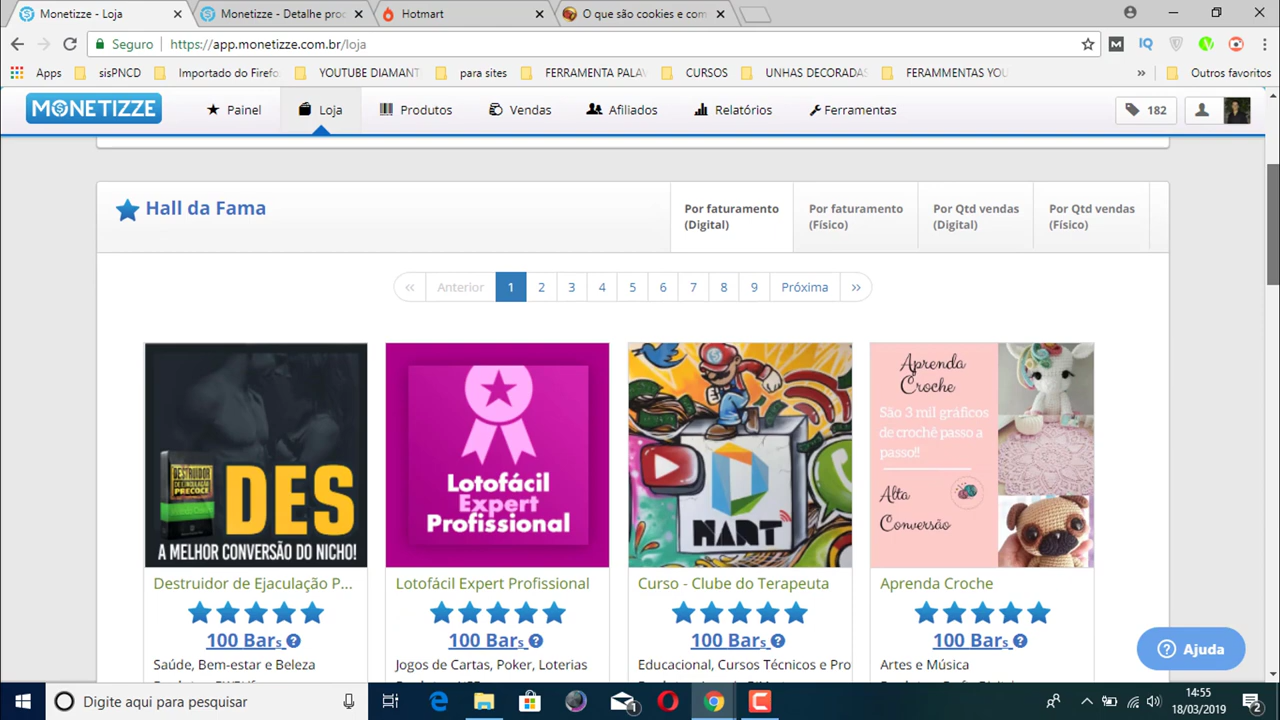 Monetizze - Loja
Monetizze - Detalhe proc
Hotmart
O que são cookies e com
Seguro
https://app.monetizze.com.br/loja
Apps
sisPNCD
Importado do Firefo
YOUTUBE DIAMANT
para sites
FERRAMENTA PALAV
CURSOS
UNHAS DECORADAS
FERAMMENTAS YOU
Outros favoritos
MONETIZZE
Painel
Loja
Produtos
Vendas
Afiliados
Relatórios
Ferramentas
182
Hall da Fama
Por faturamento
(Digital)
Por faturamento
(Físico)
Por Qtd vendas
(Digital)
Por Qtd vendas
(Físico)
«
Anterior
1
2
3
4
5
6
7
8
9
Próxima
»
DESTRUIDOR
DE EJACULAÇÃO
PRECOCE
DES
A MELHOR CONVERSÃO DO NICHO!
Lotofácil
Expert
Profissional
NART
Aprenda
Croche
São 3 mil gráficos
de crochê passo a
passo!!
Alta
Conversão
Destruidor de Ejaculação P...
100 Bars
Saúde, Bem-estar e Beleza
Lotofácil Expert Profissional
100 Bars
Jogos de Cartas, Poker, Loterias
Curso - Clube do Terapeuta
100 Bars
Educacional, Cursos Técnicos e Pro
Aprenda Croche
100 Bars
Artes e Música
Ajuda
Digite aqui para pesquisar
1
14:55
18/03/2019
2